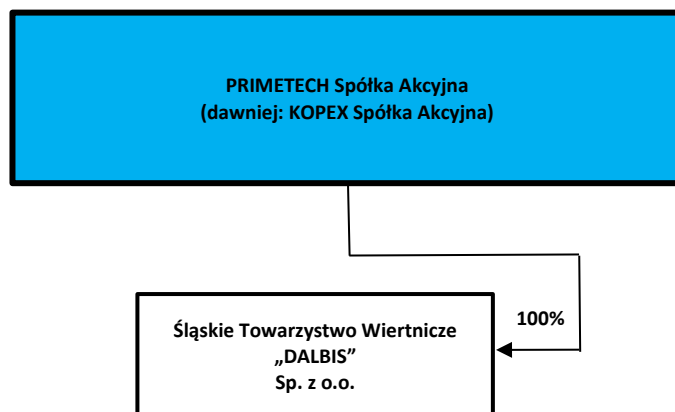 PRIMETECH Spółka Akcyjna
(dawniej: KOPEX Spółka Akcyjna)
100%
Śląskie Towarzystwo Wiertnicze
„DALBIS”
Sp. z o.o.